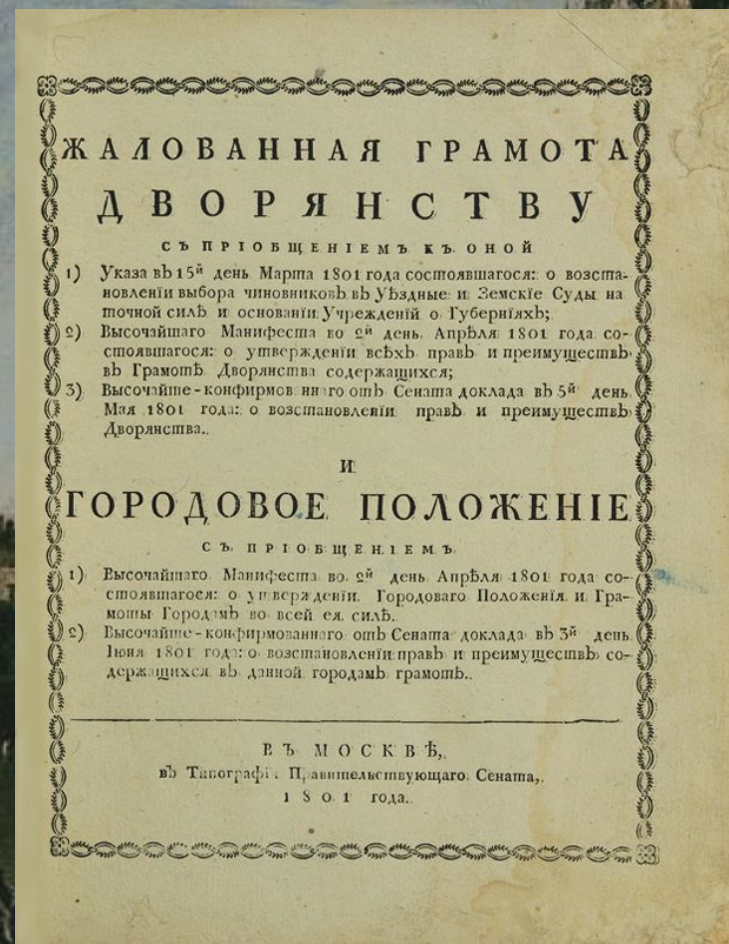 ЖАЛОВАННАЯ ГРАМОТА
ДВОРЯНСТВУ
СЪ ПРІОБЩЕНІЕМЪ КЪ ОНОЙ
1) Указа въ 15й день Марта 1801 года состоявшагося: о возста-
новленіи выбора чиновниковъ въ Уѣздные и Земскіе Суды на
точной силѣ и основаніи Учрежденій о Губерніяхъ;
2) Высочайшаго Манифеста во 2й день Апрѣля 1801 года со-
стоявшагося: о утвержденіи всѣхъ правъ и преимуществъ
въ Грамотѣ Дворянства содержащихся;
3) Высочайше-конфирмов ннаго отъ Сената доклада въ 5й день
Мая 1801 года: о возстановленіи правъ и преимуществъ
Дворянства.
И
ГОРОДОВОЕ ПОЛОЖЕНІЕ
СЪ ПРІОБЩЕНІЕМЪ
1) Высочайшаго Манифеста во 2й день Апрѣля 1801 года со-
стоявшагося: о утвержденіи Городоваго Положенія и Гра-
моты Городамъ во всей ея силѣ.
2) Высочайше-конфирмованнаго отъ Сената доклада въ 3й день
Іюня 1801 года: о возстановленіи правъ и преимуществъ со-
держащихся въ данной городамъ грамотѣ.
ВЪ МОСКВѢ,
въ Типографіи Правительствующаго Сената,
1801 года.